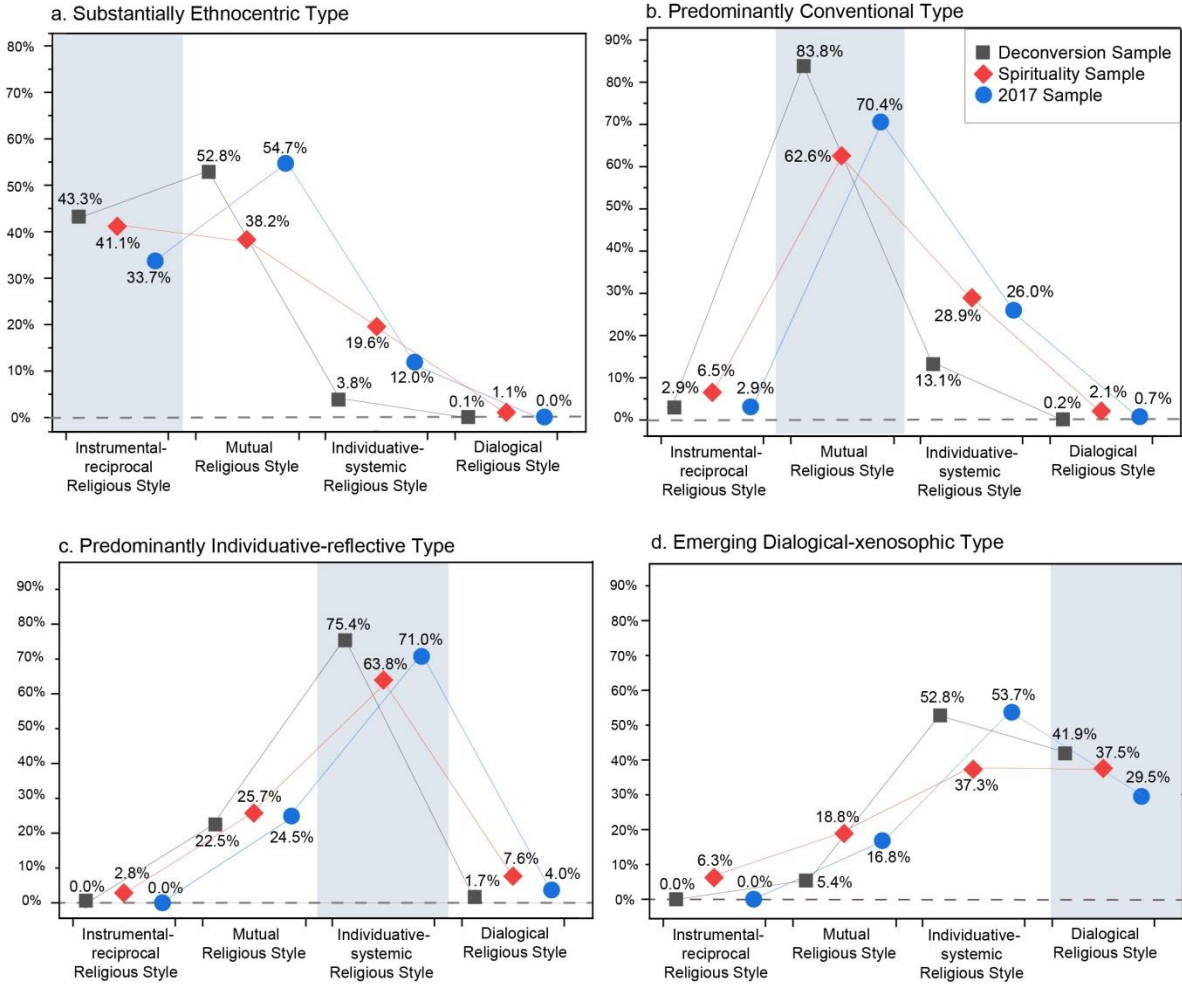 a. Substantially Ethnocentric Type
80%
70%
60%
50%
40%
30%
20%
10%
0%
43.3%
41.1%
33.7%
52.8%
38.2%
54.7%
3.8%
19.6%
12.0%
0.1%
1.1%
0.0%
Instrumental-
reciprocal
Religious Style
Mutual
Religious Style
Individuative-
systemic
Religious Style
Dialogical
Religious Style
b. Predominantly Conventional Type
90%
80%
70%
60%
50%
40%
30%
20%
10%
0%
Deconversion Sample
Spirituality Sample
2017 Sample
2.9%
6.5%
2.9%
83.8%
62.6%
70.4%
13.1%
28.9%
26.0%
0.2%
2.1%
0.7%
Instrumental-
reciprocal
Religious Style
Mutual
Religious Style
Individuative-
systemic
Religious Style
Dialogical
Religious Style
c. Predominantly Individuative-reflective Type
90%
80%
70%
60%
50%
40%
30%
20%
10%
0%
0.0%
2.8%
0.0%
22.5%
25.7%
24.5%
75.4%
63.8%
71.0%
1.7%
7.6%
4.0%
Instrumental-
reciprocal
Religious Style
Mutual
Religious Style
Individuative-
systemic
Religious Style
Dialogical
Religious Style
d. Emerging Dialogical-xenosophic Type
90%
80%
70%
60%
50%
40%
30%
20%
10%
0%
0.0%
6.3%
0.0%
5.4%
18.8%
16.8%
52.8%
37.3%
53.7%
41.9%
37.5%
29.5%
Instrumental-
reciprocal
Religious Style
Mutual
Religious Style
Individuative-
systemic
Religious Style
Dialogical
Religious Style